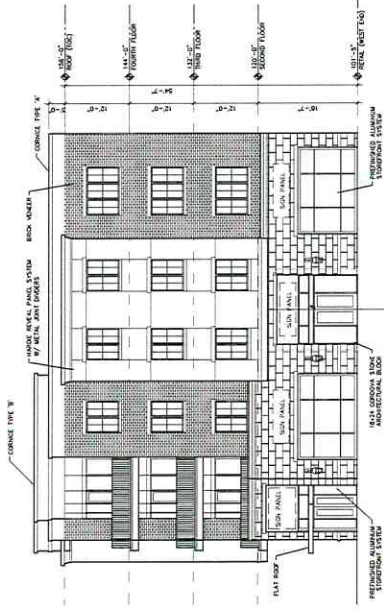 CORNICE TYPE 'B'
HARDIE REVEAL PANEL SYSTEM
W/ METAL JOINT DIVIDERS
BRICK VENEER
CORNICE TYPE 'A'
156'-0"
ROOF (TOC)
12'-0"
144'-0"
FOURTH FLOOR
12'-0"
132'-0"
THIRD FLOOR
12'-0"
120'-0"
SECOND FLOOR
54'-7"
18'-7"
101'-5"
RETAIL (WEST END)
SIGN PANEL
SIGN PANEL
SIGN PANEL
SIGN PANEL
FLAT ROOF
PREFINISHED ALUMINUM
STOREFRONT SYSTEM
16x24 CORDOVA STONE
ARCHITECTURAL BLOCK
PREFINISHED ALUMINUM
STOREFRONT SYSTEM